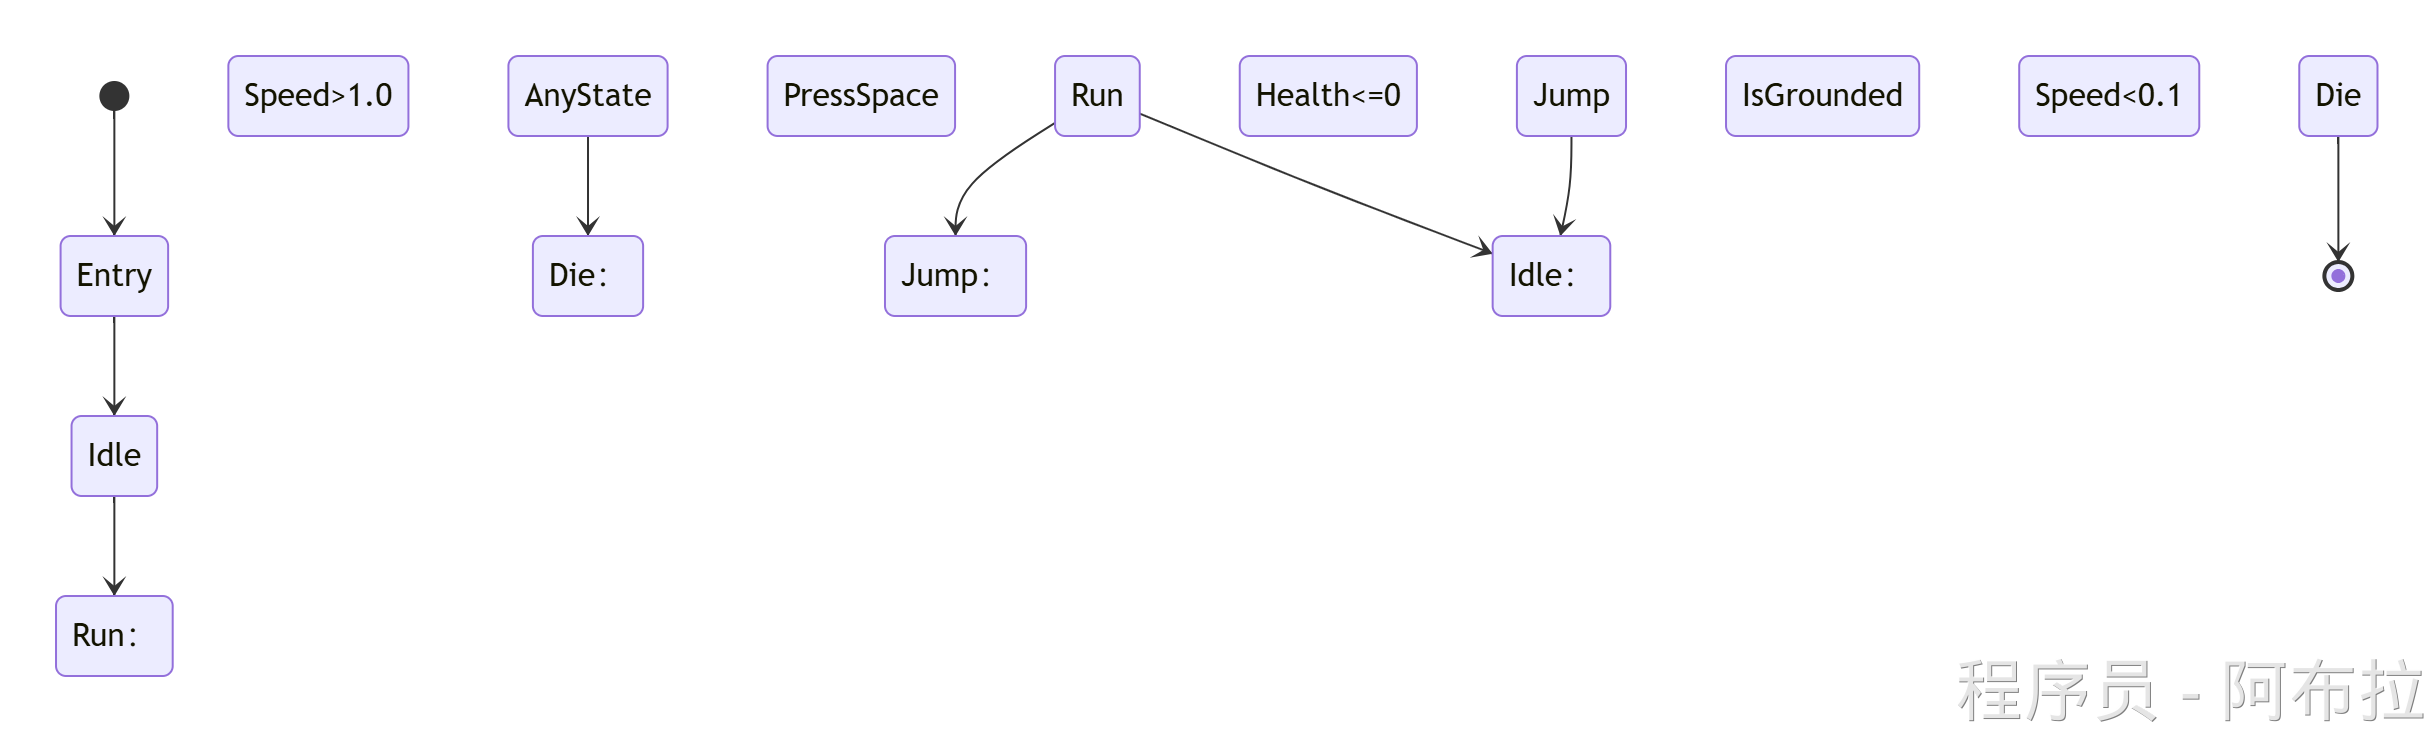 Speed>1.0
AnyState
PressSpace
Run
Health<=0
Jump
IsGrounded
Speed<0.1
Die
Entry
Die:
Jump:
Idle:
Idle
Run:
程序员 - 阿布拉